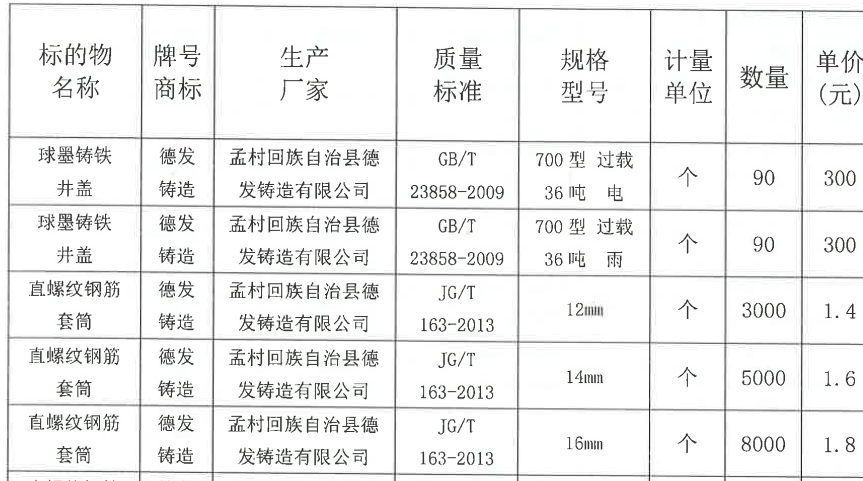 标的物 牌号 生产 质量 规格 计量 数量 单价
名称 商标 厂家 标准 型号 单位 (元)
球墨铸铁 德发 孟村回族自治县德 GB/T 700型 过载 个 90 300
井盖 铸造 发铸造有限公司 23858-2009 36吨 电
球墨铸铁 德发 孟村回族自治县德 GB/T 700型 过载 个 90 300
井盖 铸造 发铸造有限公司 23858-2009 36吨 雨
直螺纹钢筋 德发 孟村回族自治县德 JG/T 12mm 个 3000 1.4
套筒 铸造 发铸造有限公司 163-2013
直螺纹钢筋 德发 孟村回族自治县德 JG/T 14mm 个 5000 1.6
套筒 铸造 发铸造有限公司 163-2013
直螺纹钢筋 德发 孟村回族自治县德 JG/T 16mm 个 8000 1.8
套筒 铸造 发铸造有限公司 163-2013